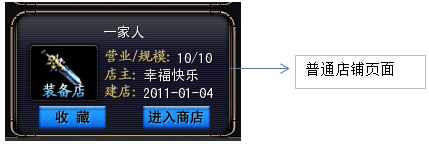 一家人
营业/规模: 10/10
店主: 幸福快乐
建店: 2011-01-04
装备店
收 藏
进入商店
普通店铺页面